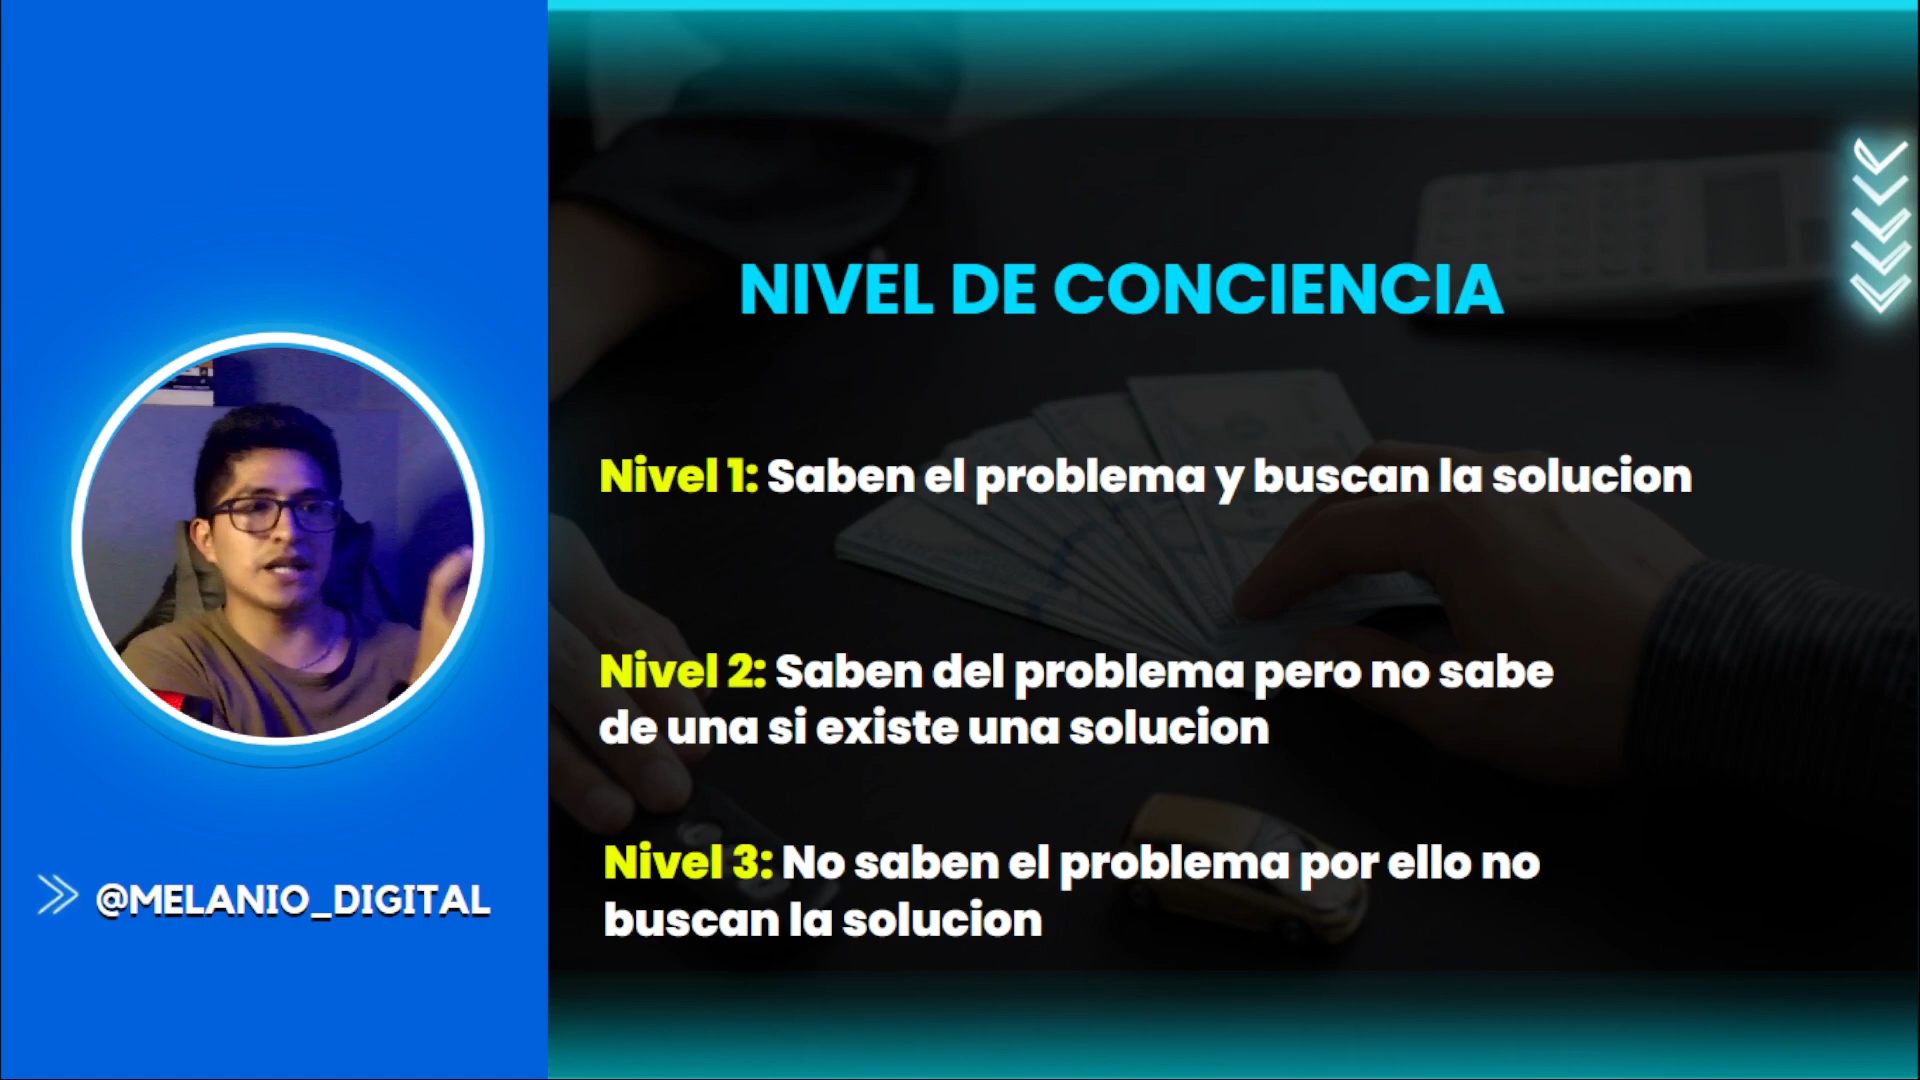 NIVEL DE CONCIENCIA
Nivel 1: Saben el problema y buscan la solucion
Nivel 2: Saben del problema pero no sabe
de una si existe una solucion
Nivel 3: No saben el problema por ello no
buscan la solucion
@MELANIO_DIGITAL